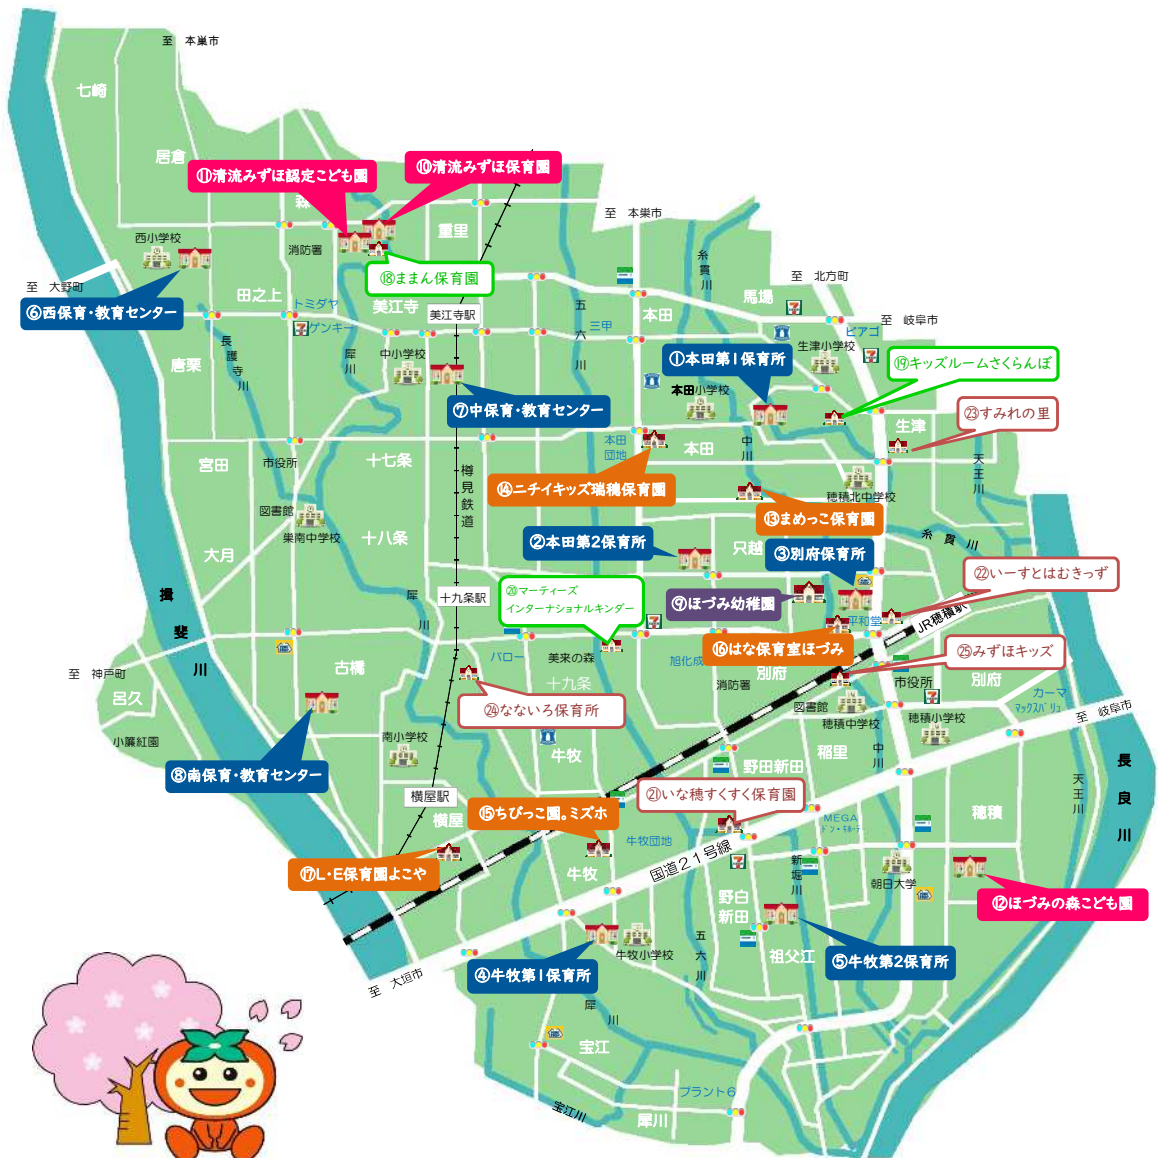 至 本巣市
七崎
居倉
⑪清流みずほ認定こども園
⑩清流みずほ保育園
森
重里
至 本巣市
西小学校
消防署
⑱ままん保育園
糸貫川
至 大野町
至 北方町
⑥西保育・教育センター
田之上
トミダヤ
美江寺
美江寺駅
五六川
本田
馬場
至 岐阜市
ゲンキー
三甲
ピアゴ
唐栗
長護寺川
犀川
中小学校
①本田第1保育所
生津小学校
⑲キッズルームさくらんぼ
⑦中保育・教育センター
本田小学校
㉓すみれの里
生津
宮田
市役所
十七条
樽見鉄道
本田
団地
本田
中川
天王川
⑭ニチイキッズ瑞穂保育園
穂積北中学校
図書館
巣南中学校
十八条
⑬まめっこ保育園
大月
②本田第2保育所
只越
③別府保育所
糸貫川
㉒いーすとはむきっず
揖斐川
犀川
十九条駅
⑳マーティーズ
インターナショナルキンダー
⑨ほづみ幼稚園
平和堂
JR穂積駅
古橋
バロー
美来の森
旭化成
⑯はな保育室ほづみ
㉕みずほキッズ
至 神戸町
十九条
別府
消防署
市役所
別府
呂久
㉔なないろ保育所
図書館
穂積中学校
穂積小学校
カーマ
マックスバリュ
至 岐阜市
小簾紅園
南小学校
牛牧
野田新田
稲里
中川
長良川
⑧南保育・教育センター
天王川
横屋駅
㉑いな穂すくすく保育園
横屋
⑮ちびっこ園。ミズホ
牛牧団地
MEGA
ドン・キホーテ
穂積
国道21号線
⑰L・E保育園よこや
牛牧
新堀川
朝日大学
野白
新田
⑫ほづみの森こども園
牛牧小学校
五六川
祖父江
④牛牧第1保育所
⑤牛牧第2保育所
至 大垣市
犀川
宝江
プラント6
宝江川
犀川